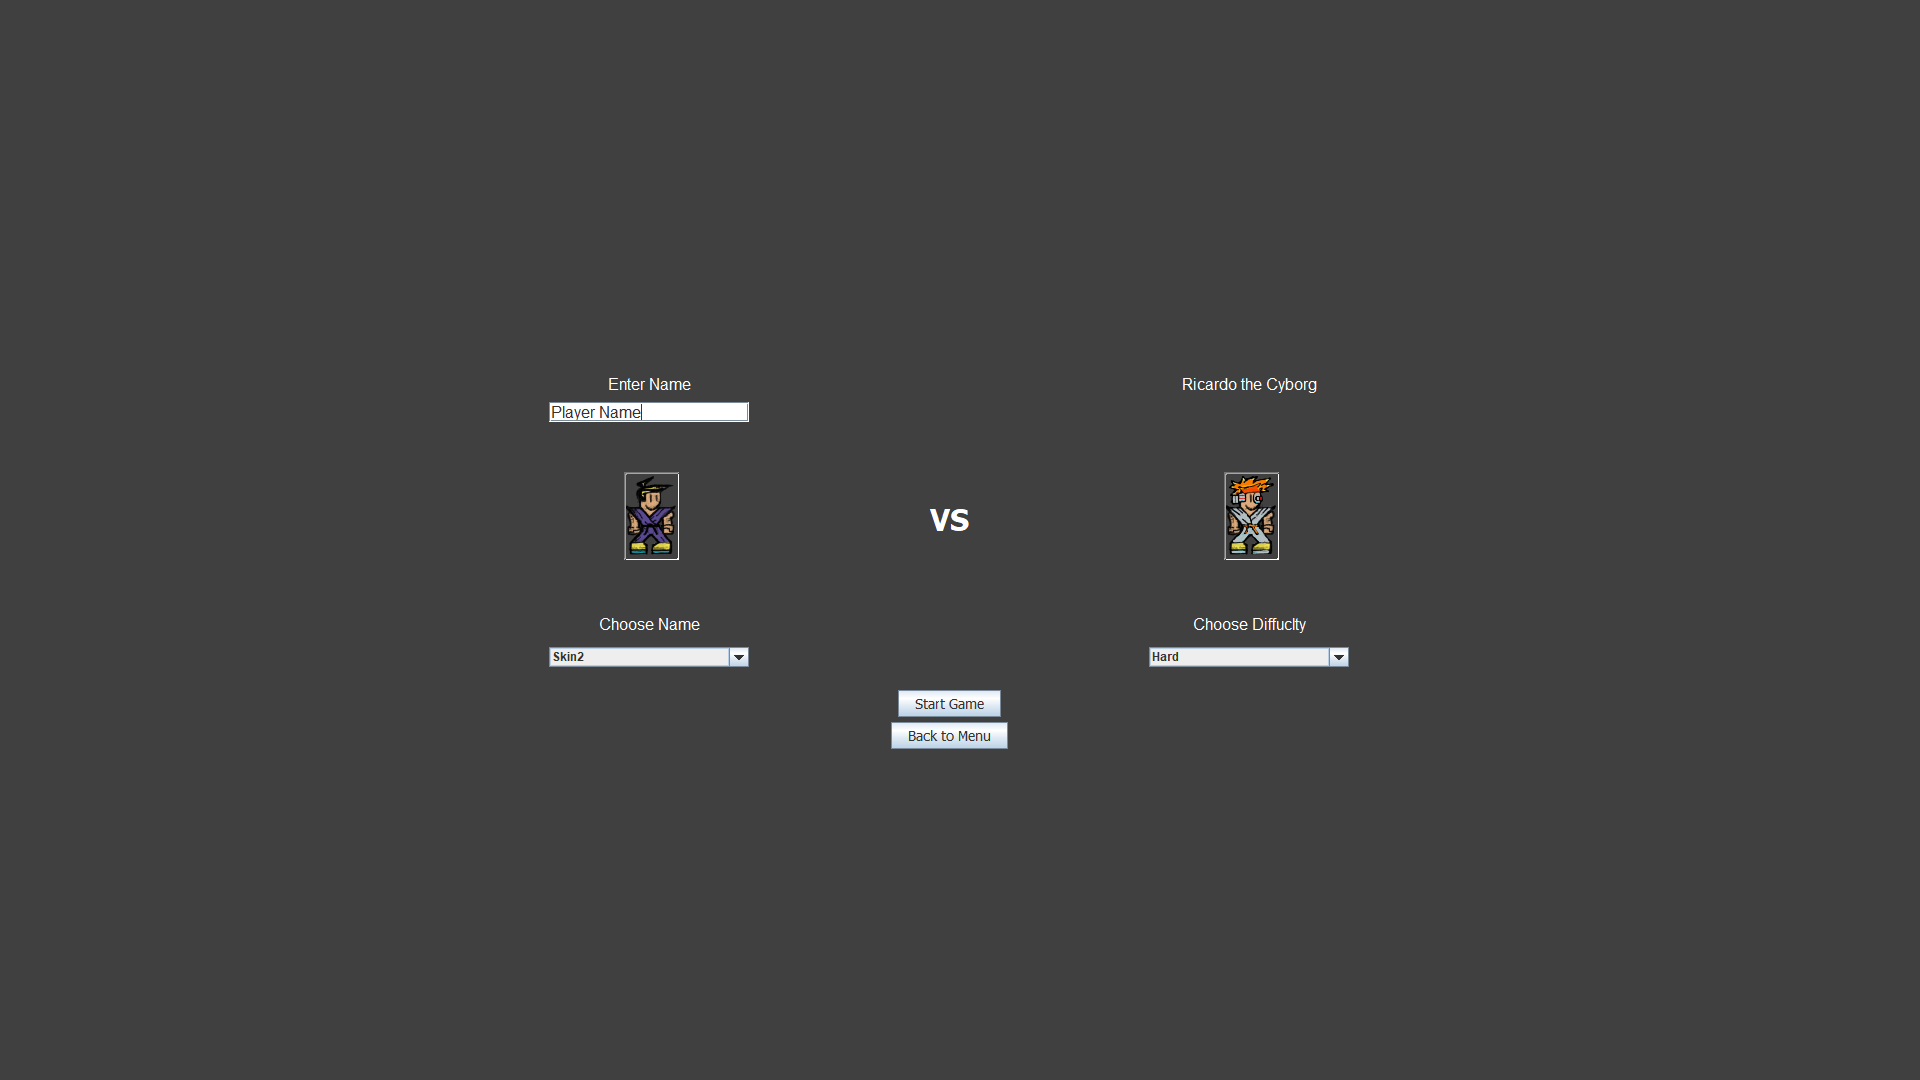 Enter Name
Ricardo the Cyborg
Player Name
VS
Choose Name
Choose Diffuclty
Skin2
Hard
Start Game
Back to Menu